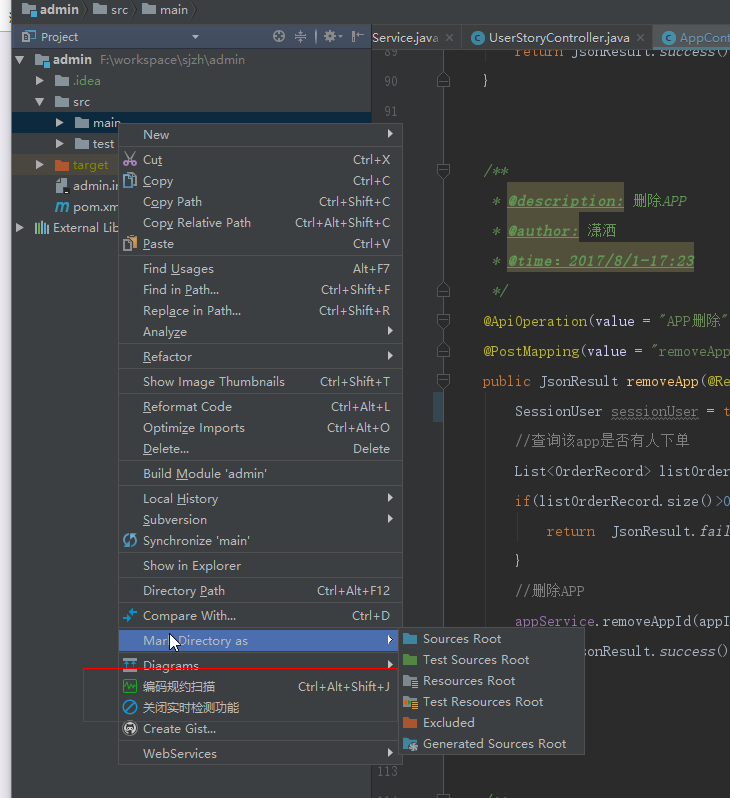 admin src main
Project
Service.java UserStoryController.java AppCont
admin F:\workspace\sjzh\admin
.idea
src
main
test
target
admin.im
pom.xm
External Lib
New
Cut Ctrl+X
Copy Ctrl+C
Copy Path Ctrl+Shift+C
Copy Relative Path Ctrl+Alt+Shift+C
Paste Ctrl+V
Find Usages Alt+F7
Find in Path... Ctrl+Shift+F
Replace in Path... Ctrl+Shift+R
Analyze
Refactor
Show Image Thumbnails Ctrl+Shift+T
Reformat Code Ctrl+Alt+L
Optimize Imports Ctrl+Alt+O
Delete... Delete
Build Module 'admin'
Local History
Subversion
Synchronize 'main'
Show in Explorer
Directory Path Ctrl+Alt+F12
Compare With... Ctrl+D
Mark Directory as
Diagrams
编码规约扫描 Ctrl+Alt+Shift+J
关闭实时检测功能
Create Gist...
WebServices
Sources Root
Test Sources Root
Resources Root
Test Resources Root
Excluded
Generated Sources Root
89 return JsonResult.success()
90 }
91
/**
* @description: 删除APP
* @author: 潇洒
* @time: 2017/8/1-17:23
*/
@ApiOperation(value = "APP删除"
@PostMapping(value = "removeApp
public JsonResult removeApp(@Re
SessionUser sessionUser = t
//查询该app是否有人下单
List<OrderRecord> listOrder
if(listOrderRecord.size()>0
return JsonResult.fail
}
//删除APP
appService.removeAppId(appI
JsonResult.success()
113